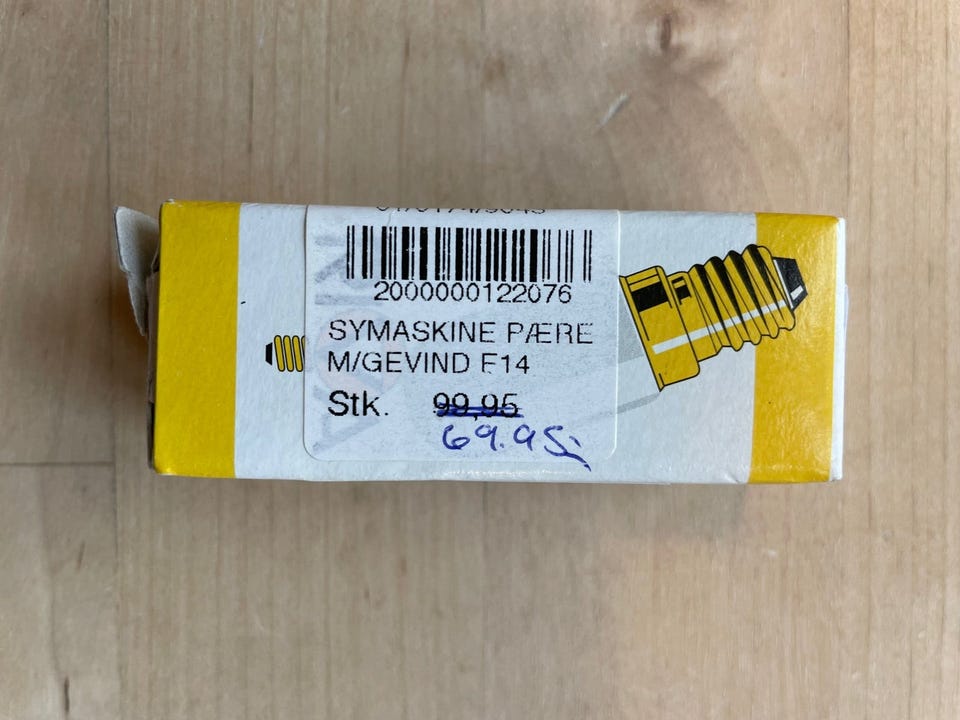 2000000122076
SYMASKINE PÆRE
M/GEVIND E14
Stk. 99,95
69.95;